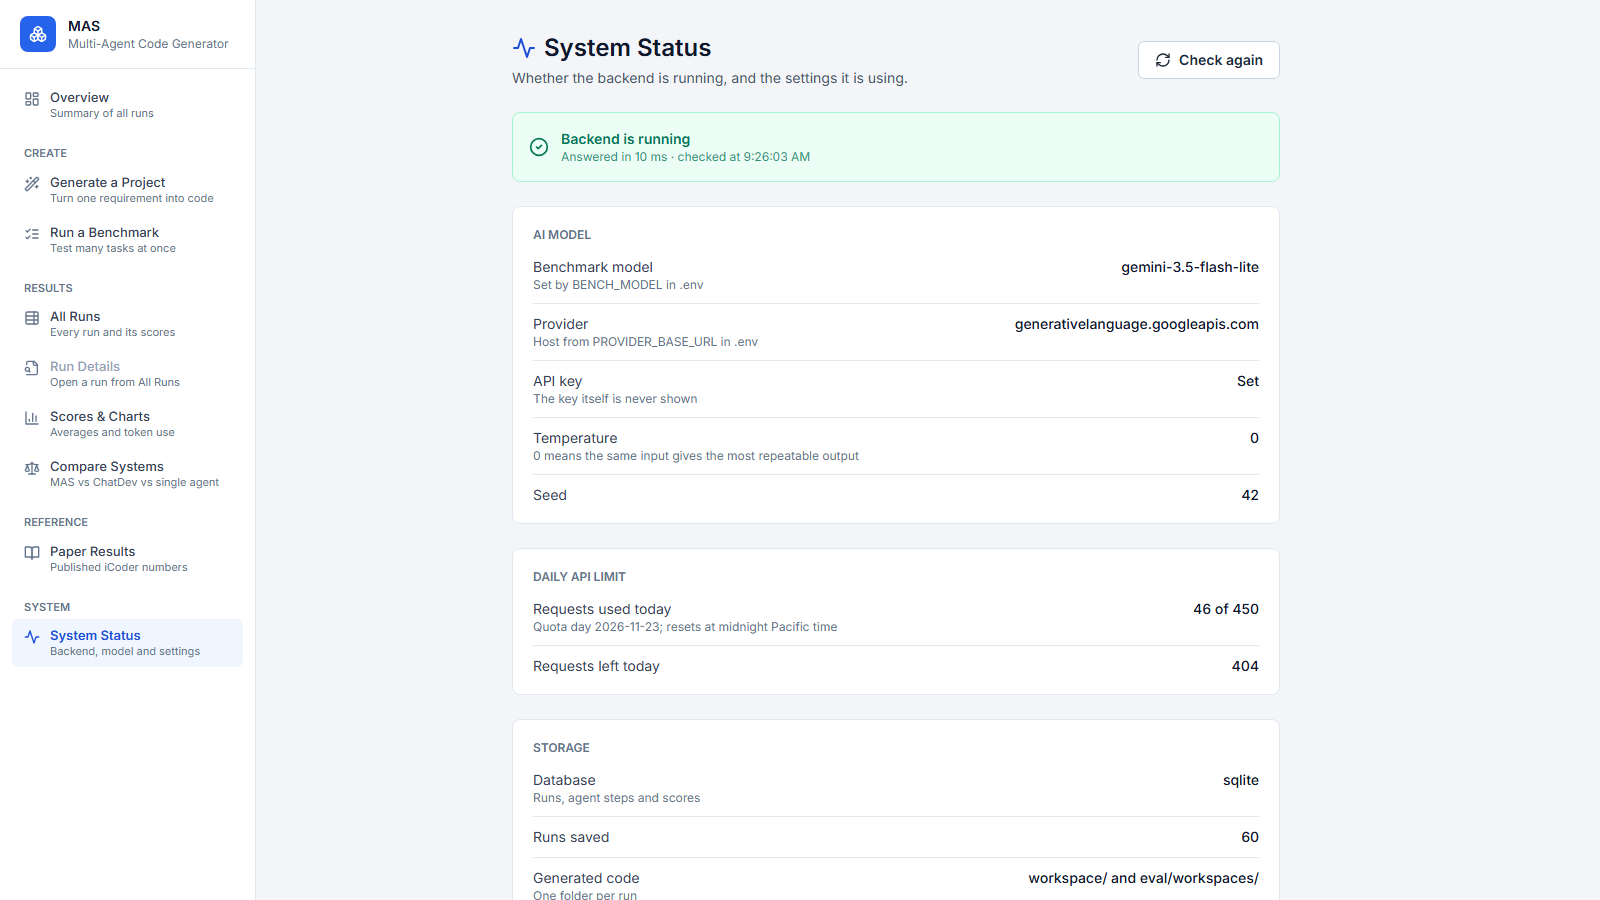 MAS
Multi-Agent Code Generator
Overview
Summary of all runs
CREATE
Generate a Project
Turn one requirement into code
Run a Benchmark
Test many tasks at once
RESULTS
All Runs
Every run and its scores
Run Details
Open a run from All Runs
Scores & Charts
Averages and token use
Compare Systems
MAS vs ChatDev vs single agent
REFERENCE
Paper Results
Published iCoder numbers
SYSTEM
System Status
Backend, model and settings
System Status
Whether the backend is running, and the settings it is using.
Check again
Backend is running
Answered in 10 ms · checked at 9:26:03 AM
AI MODEL
Benchmark model
gemini-3.5-flash-lite
Set by BENCH_MODEL in .env
Provider
generativelanguage.googleapis.com
Host from PROVIDER_BASE_URL in .env
API key
Set
The key itself is never shown
Temperature
0
0 means the same input gives the most repeatable output
Seed
42
DAILY API LIMIT
Requests used today
46 of 450
Quota day 2026-11-23; resets at midnight Pacific time
Requests left today
404
STORAGE
Database
sqlite
Runs, agent steps and scores
Runs saved
60
Generated code
workspace/ and eval/workspaces/
One folder per run